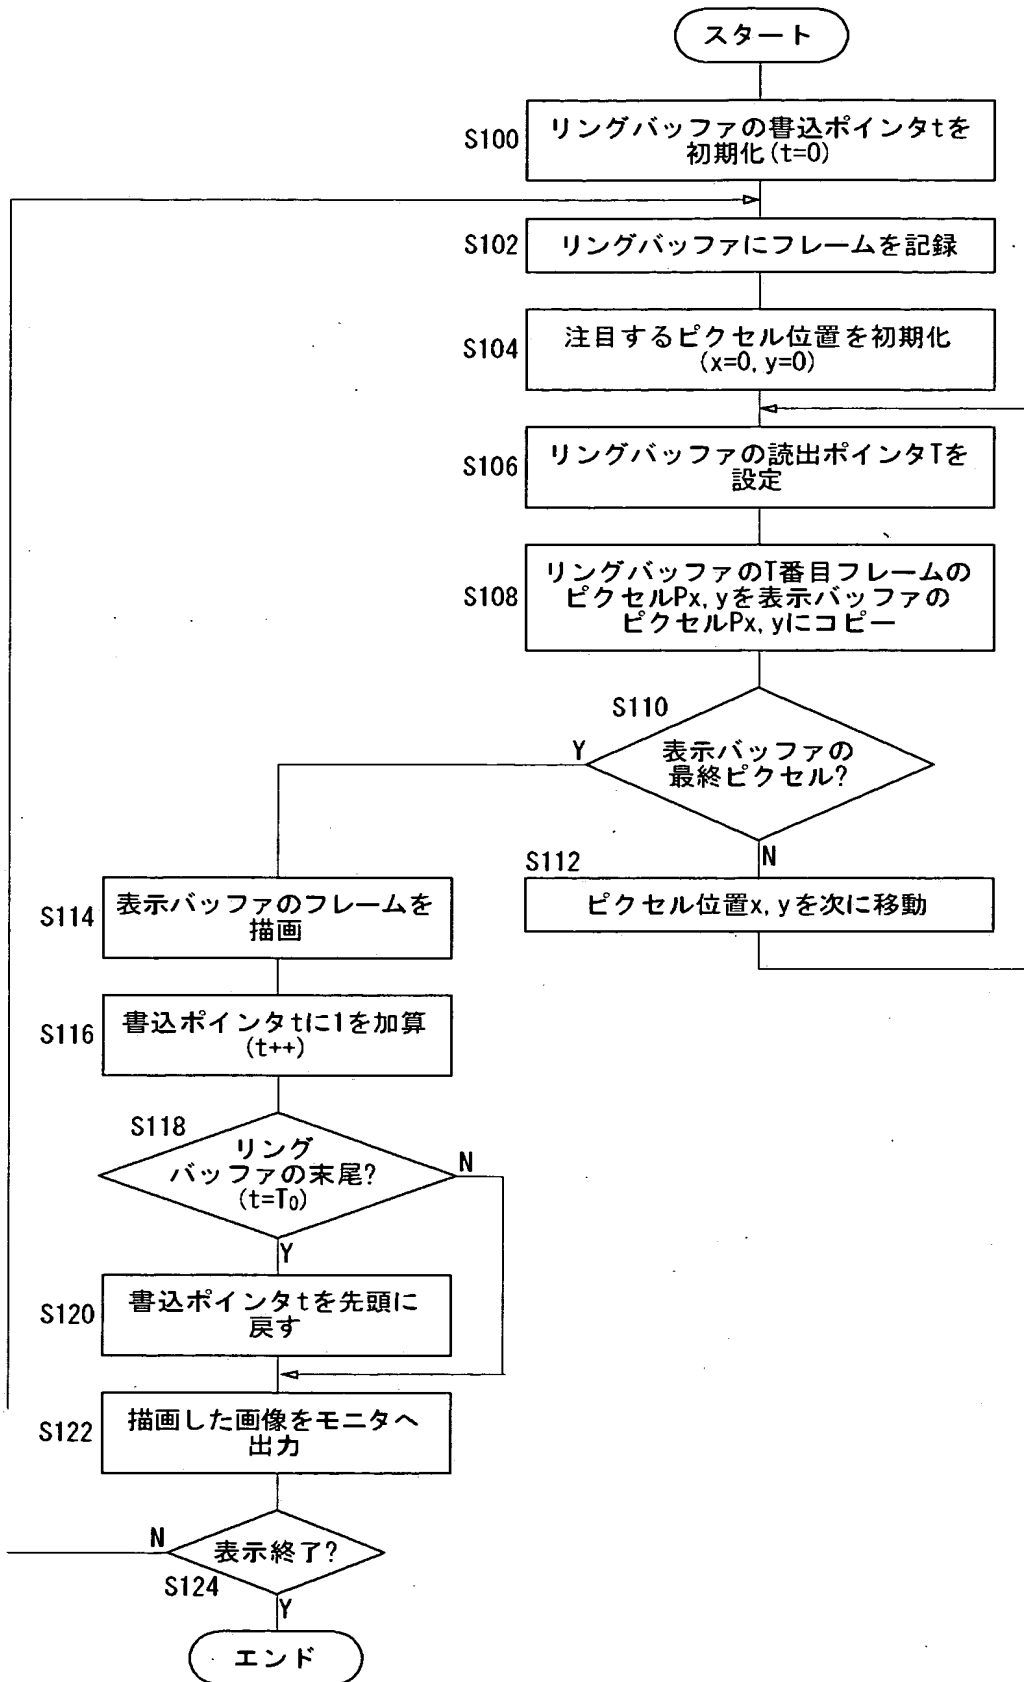 スタート
S100
リングバッファの書込ポインタtを
初期化(t=0)
S102
リングバッファにフレームを記録
S104
注目するピクセル位置を初期化
(x=0, y=0)
S106
リングバッファの読出ポインタTを
設定
S108
リングバッファのT番目フレームの
ピクセルPx, yを表示バッファの
ピクセルPx, yにコピー
S110
表示バッファの
最終ピクセル?
Y
N
S112
ピクセル位置x, yを次に移動
S114
表示バッファのフレームを
描画
S116
書込ポインタtに1を加算
(t++)
S118
リング
バッファの末尾?
(t=T₀)
N
Y
S120
書込ポインタtを先頭に
戻す
S122
描画した画像をモニタへ
出力
N
表示終了?
S124
Y
エンド